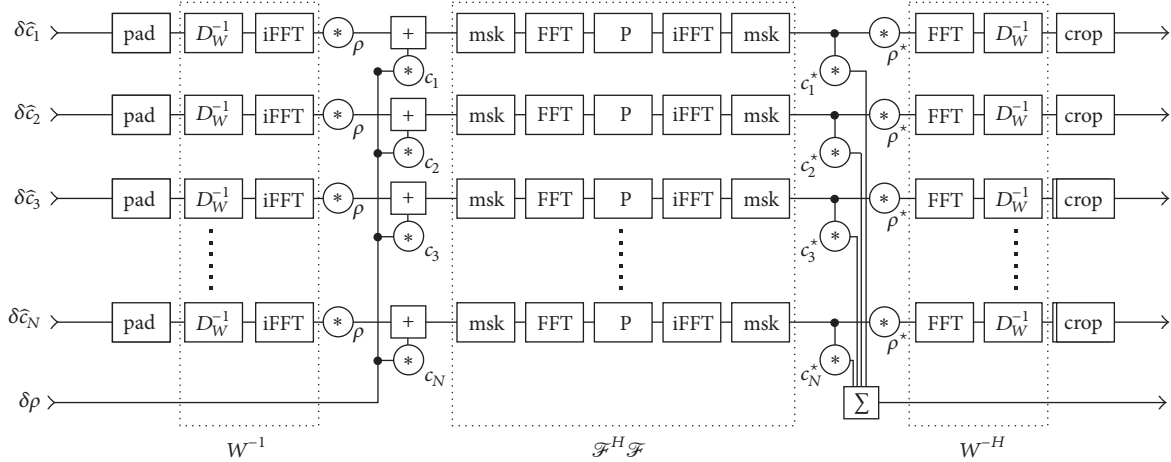 δĉ₁ pad D_W⁻¹ iFFT * ρ + msk FFT P iFFT msk * ρ* FFT D_W⁻¹ crop
* c₁ c₁* *
δĉ₂ pad D_W⁻¹ iFFT * ρ + msk FFT P iFFT msk * ρ* FFT D_W⁻¹ crop
* c₂ c₂* *
δĉ₃ pad D_W⁻¹ iFFT * ρ + msk FFT P iFFT msk * ρ* FFT D_W⁻¹ crop
* c₃ c₃* *
δĉ_N pad D_W⁻¹ iFFT * ρ + msk FFT P iFFT msk * ρ* FFT D_W⁻¹ crop
* c_N c_N* *
δρ Σ
W⁻¹ ℱᴴℱ W⁻ᴴ